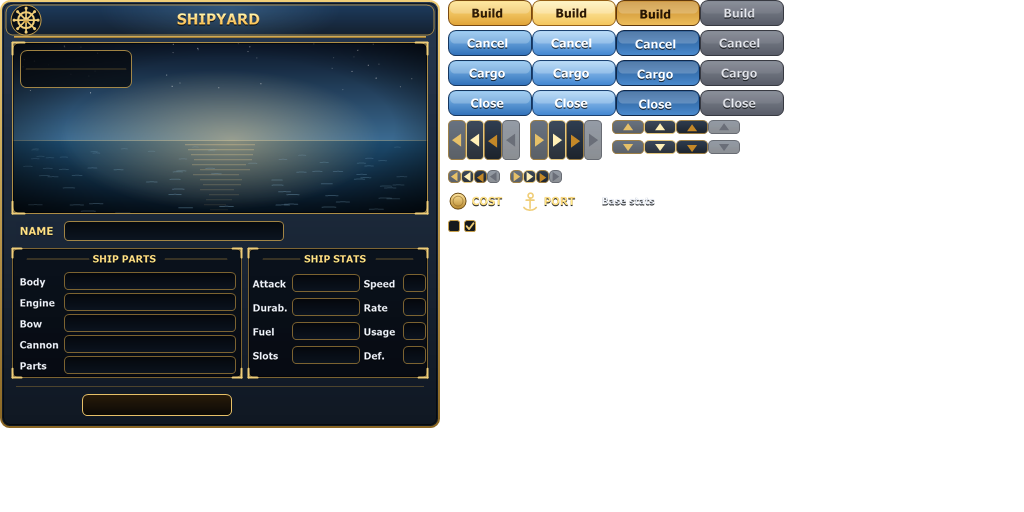 SHIPYARD
NAME
SHIP PARTS
Body
Engine
Bow
Cannon
Parts
SHIP STATS
Attack Speed
Durab. Rate
Fuel Usage
Slots Def.
Build Build Build Build
Cancel Cancel Cancel Cancel
Cargo Cargo Cargo Cargo
Close Close Close Close
COST PORT Base stats